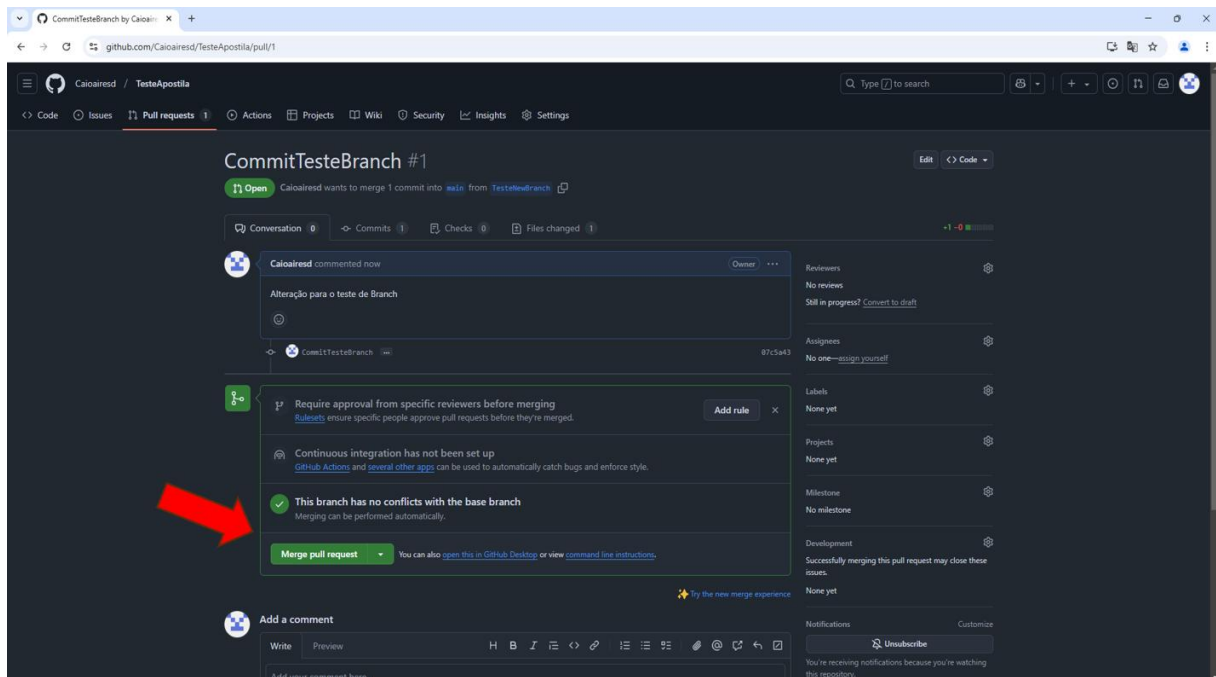 CommitTesteBranch by Caioaire
github.com/Caioairesd/TesteApostila/pull/1
Caioairesd / TesteApostila
Type / to search
Code Issues Pull requests 1 Actions Projects Wiki Security Insights Settings
CommitTesteBranch #1
Edit Code
Open Caioairesd wants to merge 1 commit into main from TesteNewBranch
Conversation 0 Commits 1 Checks 0 Files changed 1 +1 −0
Caioairesd commented now Owner
Alteração para o teste de Branch
CommitTesteBranch 07c5a43
Require approval from specific reviewers before merging
Rulesets ensure specific people approve pull requests before they're merged.
Add rule
Continuous integration has not been set up
GitHub Actions and several other apps can be used to automatically catch bugs and enforce style.
This branch has no conflicts with the base branch
Merging can be performed automatically.
Merge pull request You can also open this in GitHub Desktop or view command line instructions.
Try the new merge experience
Add a comment
Write Preview H B I
Add your comment here
Reviewers
No reviews
Still in progress? Convert to draft
Assignees
No one—assign yourself
Labels
None yet
Projects
None yet
Milestone
No milestone
Development
Successfully merging this pull request may close these
issues.
None yet
Notifications Customize
Unsubscribe
You're receiving notifications because you're watching
this repository.